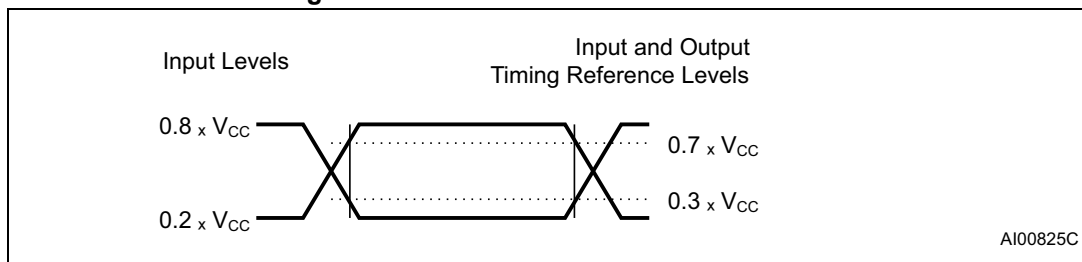 Input Levels
Input and Output
Timing Reference Levels
0.8 x VCC
0.7 x VCC
0.3 x VCC
0.2 x VCC
AI00825C